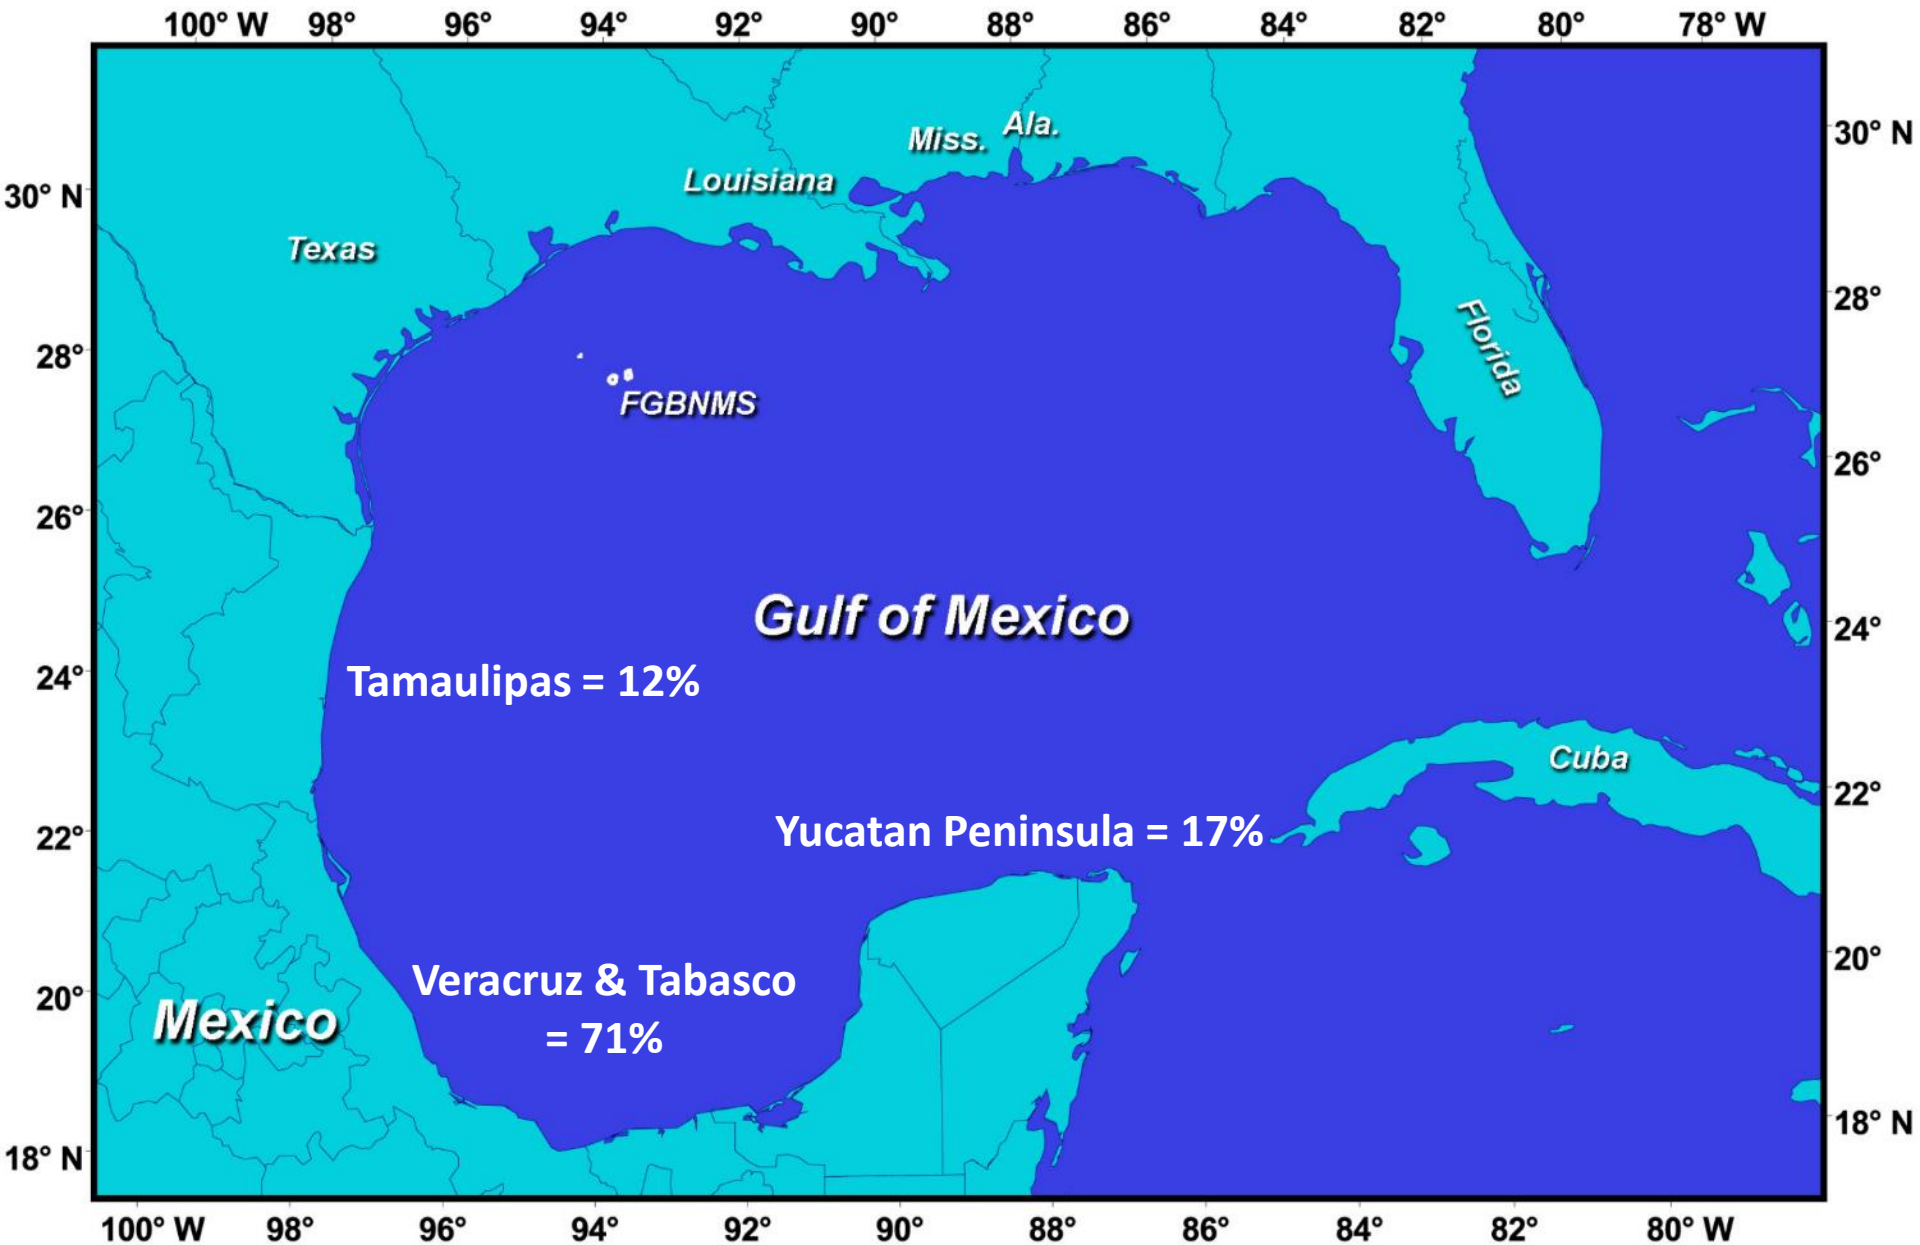 100° W 98° 96° 94° 92° 90° 88° 86° 84° 82° 80° 78° W
Ala.
Miss.
30° N
Louisiana
30° N
Texas
28°
Florida
28°
FGBNMS
26°
26°
Gulf of Mexico
24°
24°
Tamaulipas = 12%
Cuba
22°
22°
Yucatan Peninsula = 17%
20°
Veracruz & Tabasco
= 71%
20°
Mexico
18° N
18° N
100° W 98° 96° 94° 92° 90° 88° 86° 84° 82° 80° W